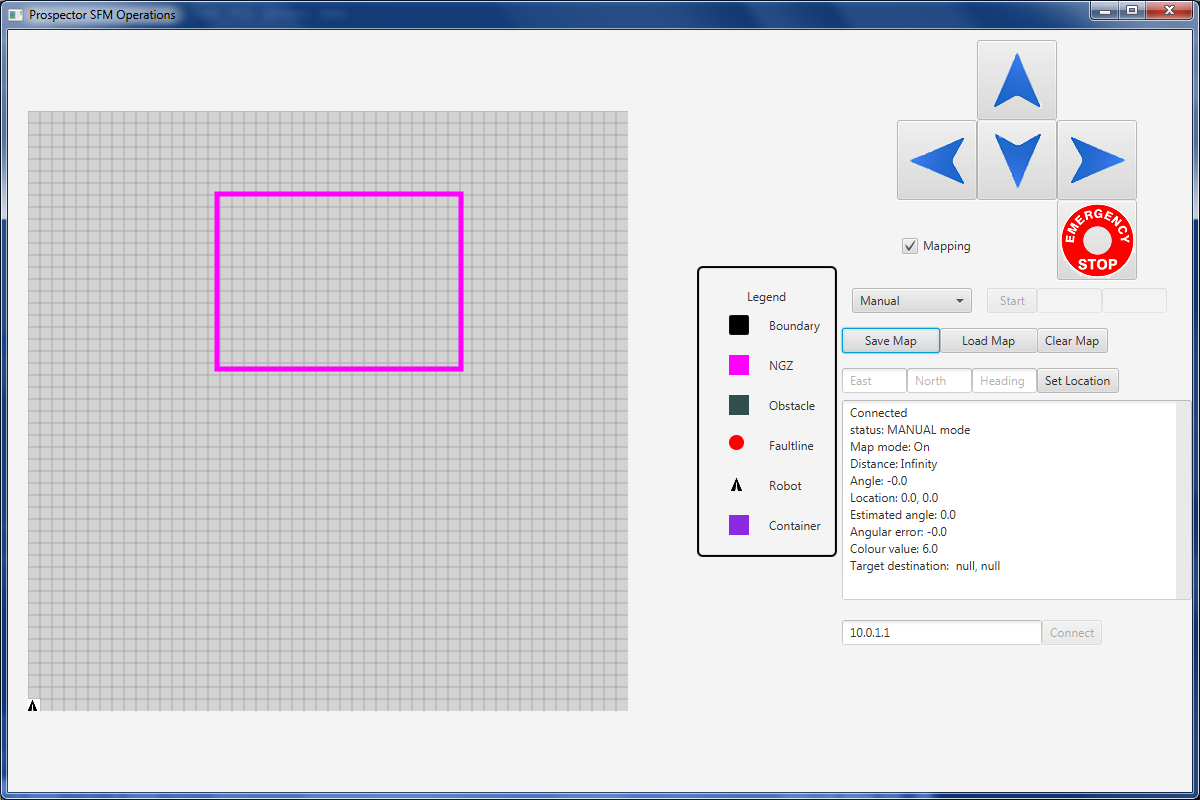 Prospector SFM Operations
EMERGENCY
STOP
Mapping
Manual
Start
Save Map
Load Map
Clear Map
East
North
Heading
Set Location
Legend
Boundary
NGZ
Obstacle
Faultline
Robot
Container
Connected
status: MANUAL mode
Map mode: On
Distance: Infinity
Angle: -0.0
Location: 0.0, 0.0
Estimated angle: 0.0
Angular error: -0.0
Colour value: 6.0
Target destination:  null, null
10.0.1.1
Connect